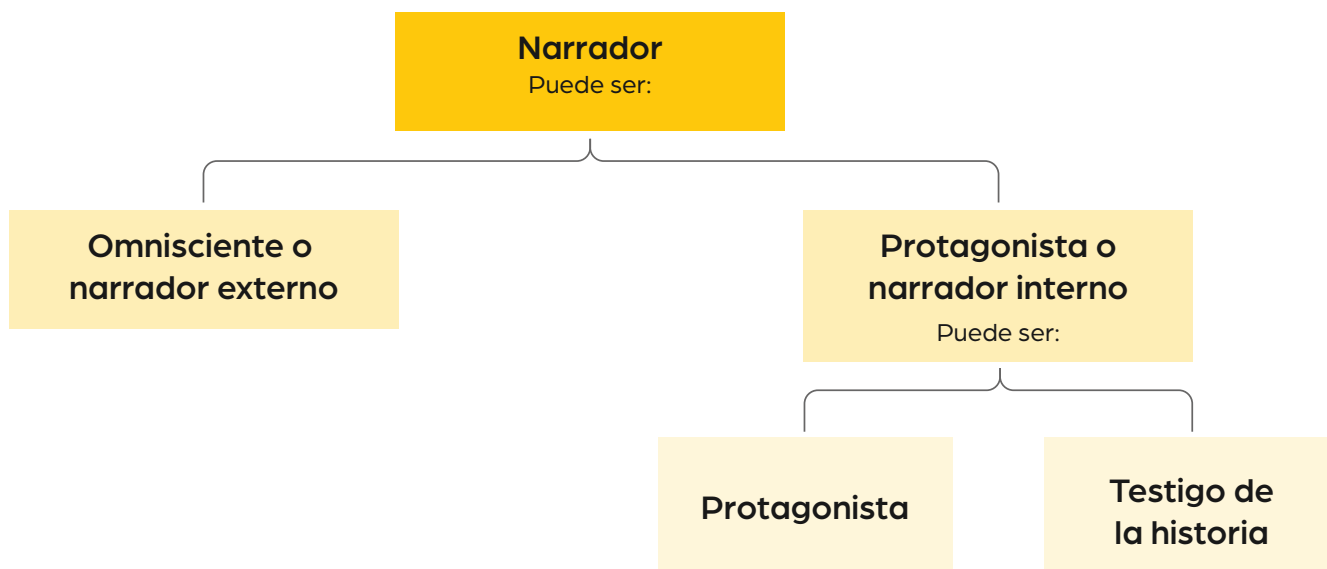 Narrador
Puede ser:
Omnisciente o
narrador externo
Protagonista o
narrador interno
Puede ser:
Protagonista
Testigo de
la historia